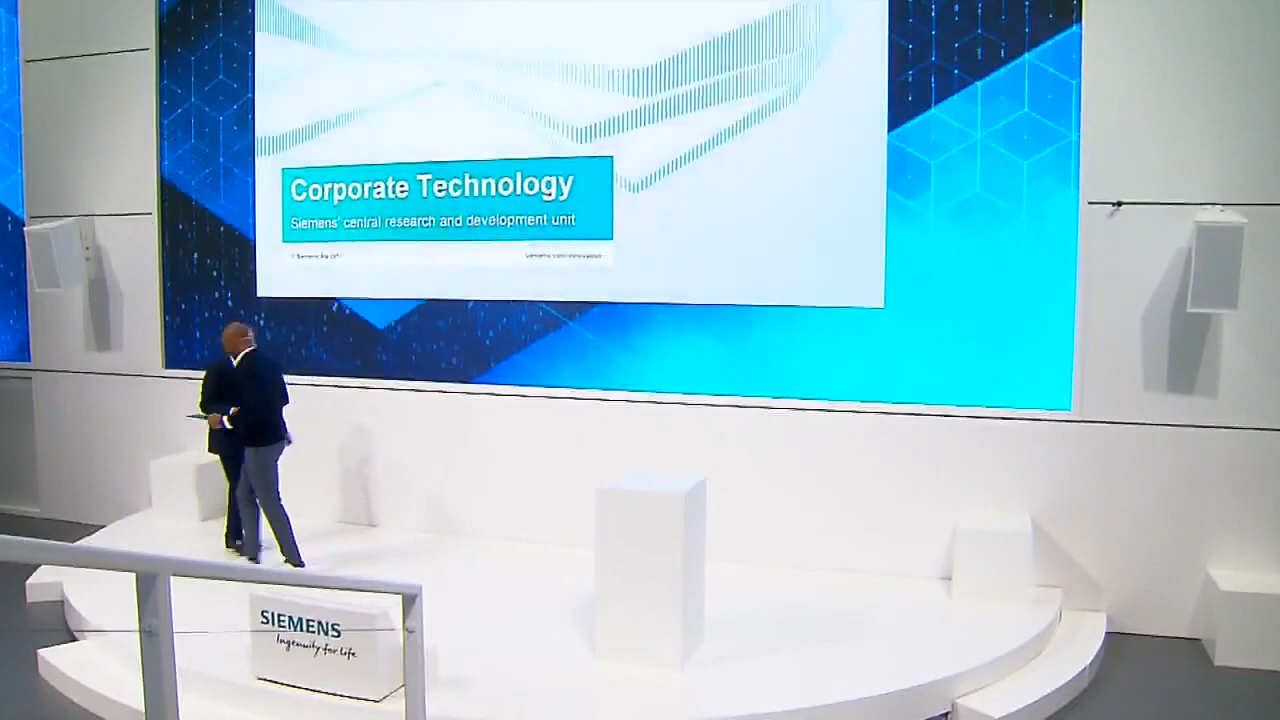 Corporate Technology
Siemens' central research and development unit
SIEMENS
Ingenuity for life